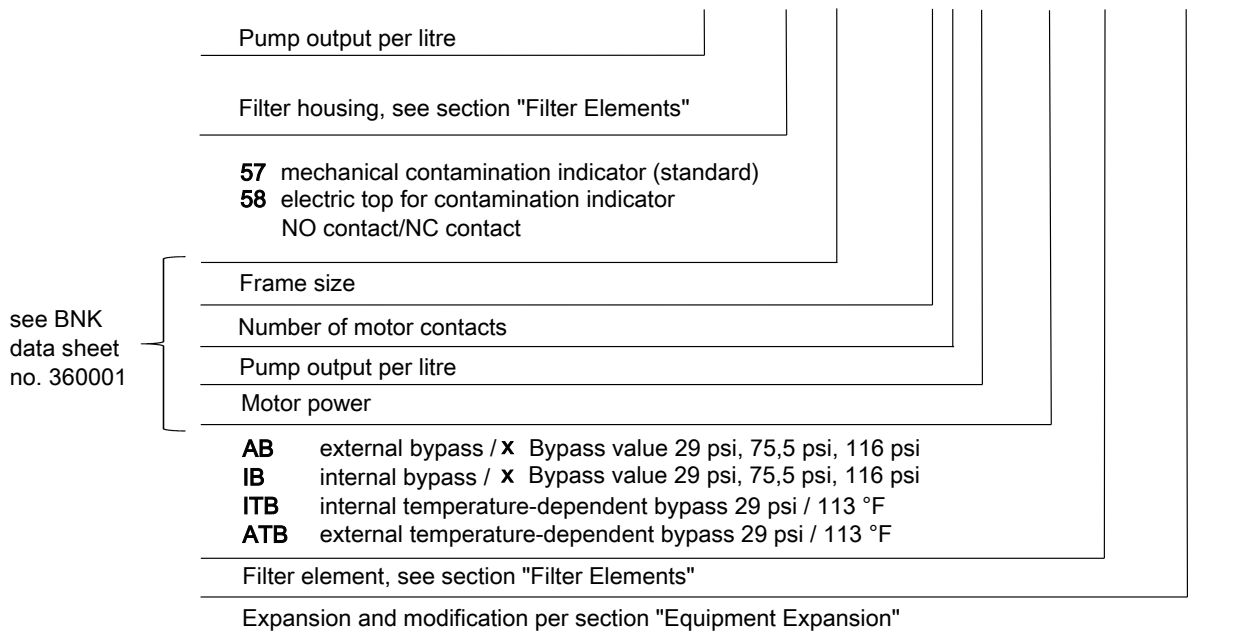 Pump output per litre
Filter housing, see section "Filter Elements"
57 mechanical contamination indicator (standard)
58 electric top for contamination indicator
NO contact/NC contact
Frame size
Number of motor contacts
Pump output per litre
Motor power
see BNK
data sheet
no. 360001
AB external bypass / x Bypass value 29 psi, 75,5 psi, 116 psi
IB internal bypass / x Bypass value 29 psi, 75,5 psi, 116 psi
ITB internal temperature-dependent bypass 29 psi / 113 °F
ATB external temperature-dependent bypass 29 psi / 113 °F
Filter element, see section "Filter Elements"
Expansion and modification per section "Equipment Expansion"